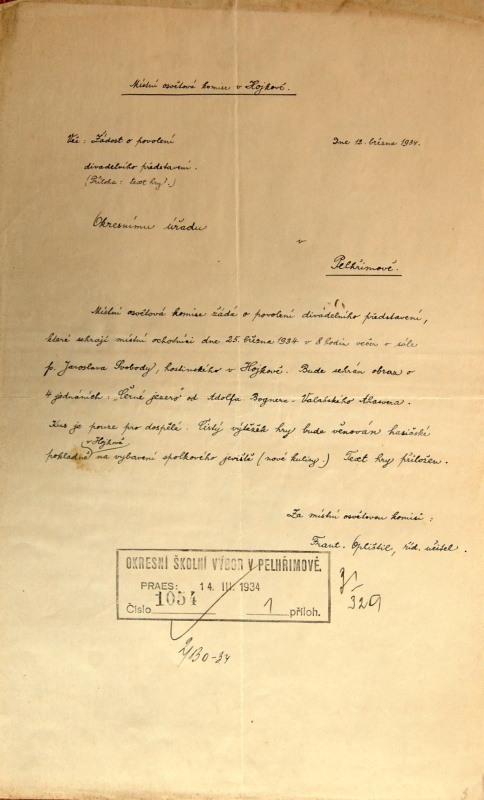 Místní osvětová komise v Hojkově.
Věc: Žádost o povolení
Dne 12. března 1934.
divadelního představení.
(Příloha: text hry.)
Okresnímu úřadu
v
Pelhřimově.
Místní osvětová komise žádá o povolení divadelního představení,
které sehrají místní ochotníci dne 25. března 1934 v 8 hodin večer v sále
p. Jaroslava Svobody, hostinského v Hojkově. Bude sehrán obraz o
4 jednáních: „Černé jezero" od Adolfa Bognera - Valašského Ahasvera.
Kus je pouze pro dospělé. Čistý výtěžek hry bude věnován hasičské
v Hojkově
pokladně na vybavení spolkového jeviště (nové kulisy.) Text hry přiložen.
Za místní osvětovou komisi:
Frant. Opližtil, říd. učitel.
OKRESNÍ ŠKOLNÍ VÝBOR V PELHŘIMOVĚ.
PRAES: 14 III. 1934
Číslo 1054 1 příloh.
329